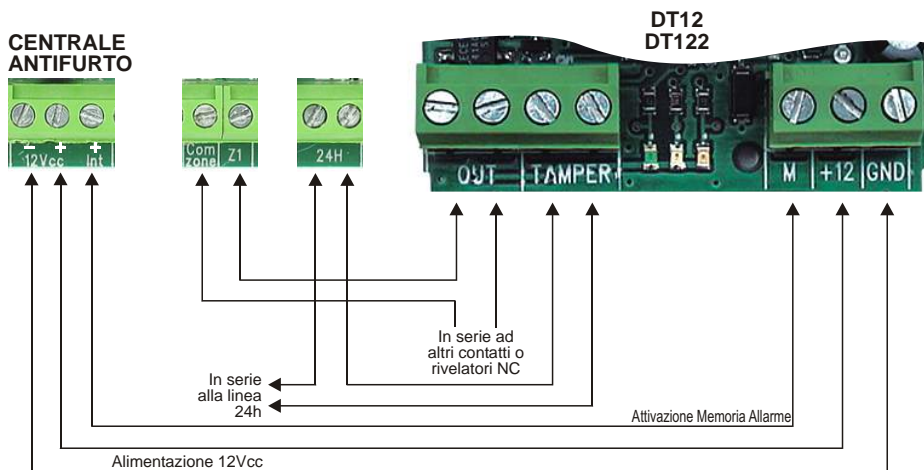 DT12
DT122
CENTRALE
ANTIFURTO
- + +
12Vcc Int
Com
zone Z1
24H
OUT TAMPER
M +12 GND
In serie ad
altri contatti o
rivelatori NC
In serie
alla linea
24h
Attivazione Memoria Allarme
Alimentazione 12Vcc